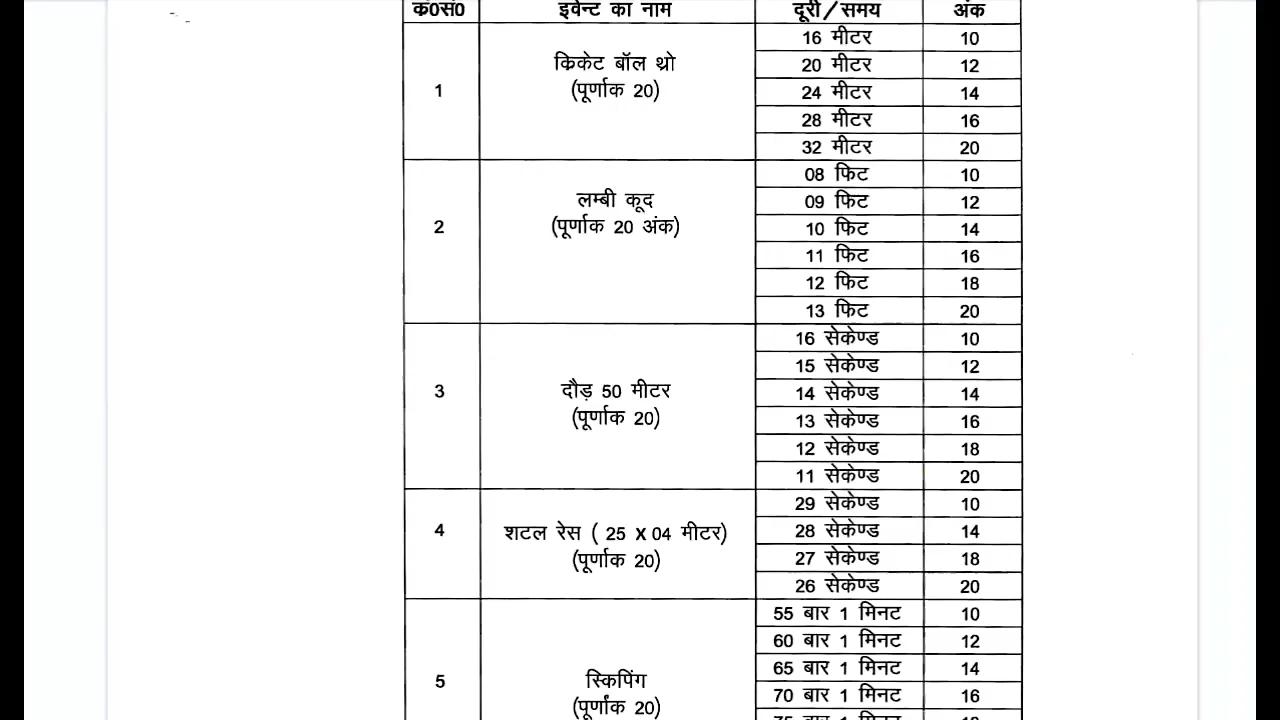 क0सं0 इवेन्ट का नाम दूरी/समय अंक
1 क्रिकेट बॉल थ्रो (पूर्णाक 20) 16 मीटर 10
20 मीटर 12
24 मीटर 14
28 मीटर 16
32 मीटर 20
2 लम्बी कूद (पूर्णाक 20 अंक) 08 फिट 10
09 फिट 12
10 फिट 14
11 फिट 16
12 फिट 18
13 फिट 20
3 दौड़ 50 मीटर (पूर्णाक 20) 16 सेकेण्ड 10
15 सेकेण्ड 12
14 सेकेण्ड 14
13 सेकेण्ड 16
12 सेकेण्ड 18
11 सेकेण्ड 20
4 शटल रेस ( 25 X 04 मीटर) (पूर्णाक 20) 29 सेकेण्ड 10
28 सेकेण्ड 14
27 सेकेण्ड 18
26 सेकेण्ड 20
5 स्किपिंग (पूर्णांक 20) 55 बार 1 मिनट 10
60 बार 1 मिनट 12
65 बार 1 मिनट 14
70 बार 1 मिनट 16